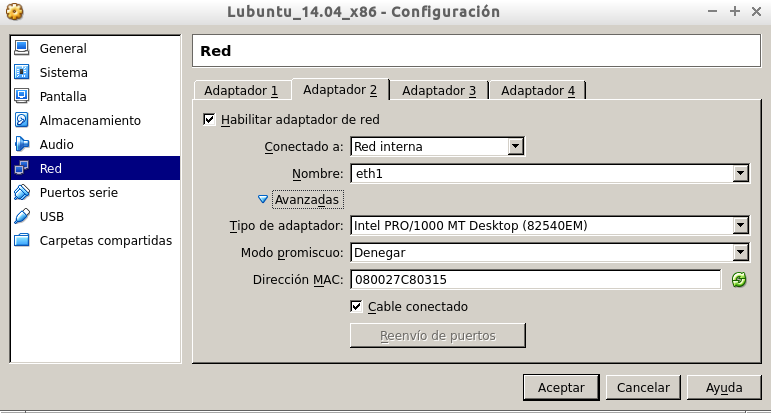 Lubuntu_14.04_x86 - Configuración
General
Sistema
Pantalla
Almacenamiento
Audio
Red
Puertos serie
USB
Carpetas compartidas
Red
Adaptador 1 Adaptador 2 Adaptador 3 Adaptador 4
Habilitar adaptador de red
Conectado a: Red interna
Nombre: eth1
Avanzadas
Tipo de adaptador: Intel PRO/1000 MT Desktop (82540EM)
Modo promiscuo: Denegar
Dirección MAC: 080027C80315
Cable conectado
Reenvío de puertos
Aceptar Cancelar Ayuda